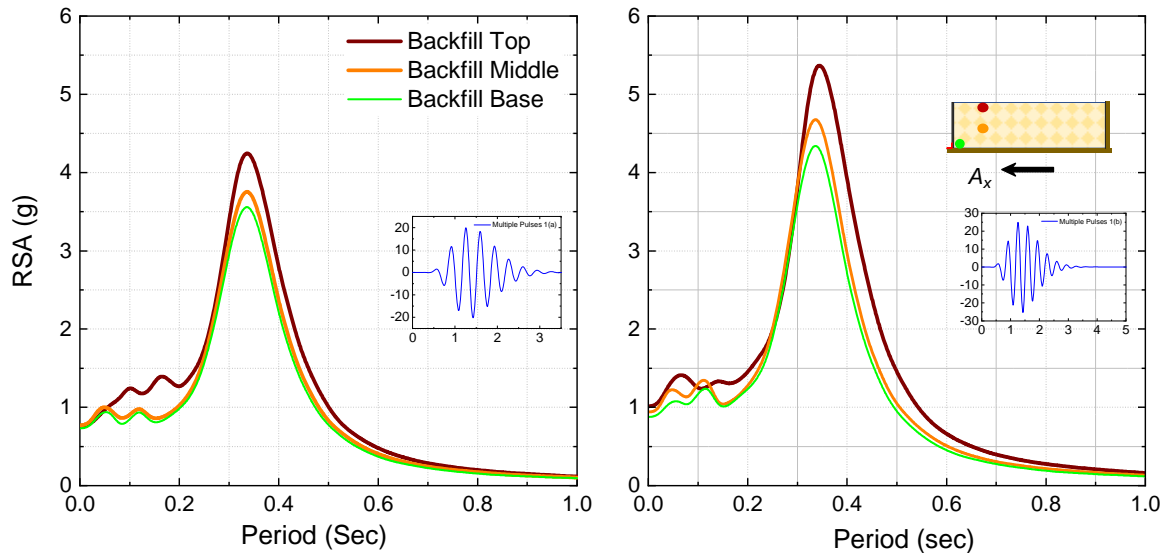 6
5
4
3
2
1
0
RSA (g)
0.0 0.2 0.4 0.6 0.8 1.0
Period (Sec)
Backfill Top
Backfill Middle
Backfill Base
Multiple Pulses 1(a)
20
10
0
-10
-20
0 1 2 3
6
5
4
3
2
1
0
0.0 0.2 0.4 0.6 0.8 1.0
Period (sec)
Ax
Multiple Pulses 1(b)
30
20
10
0
-10
-20
-30
0 1 2 3 4 5